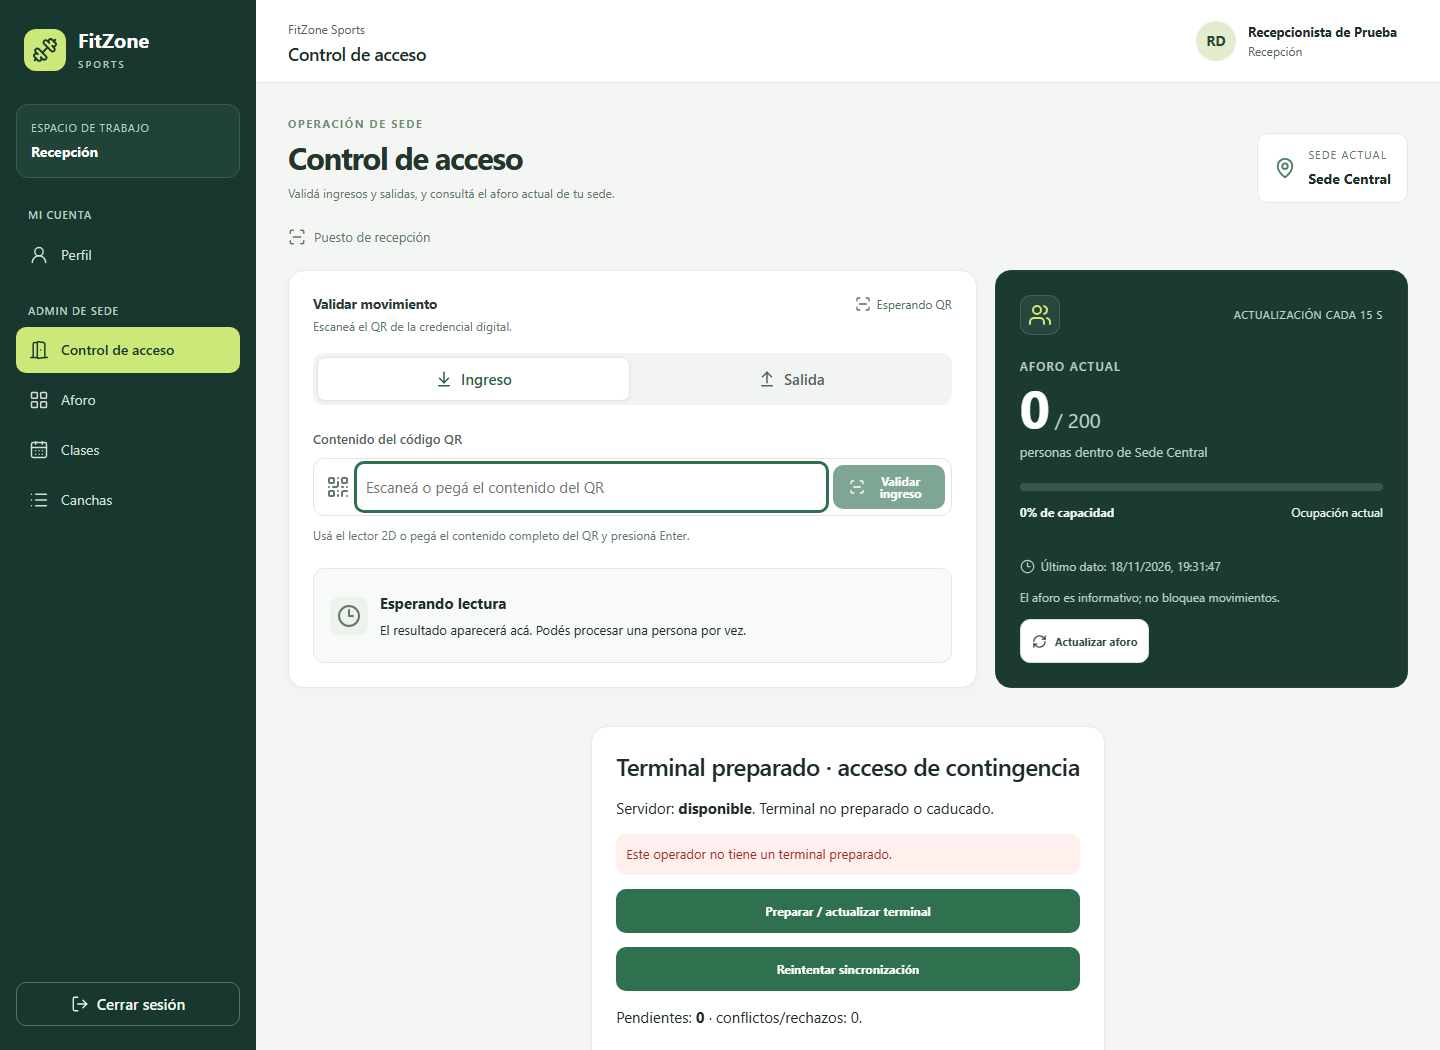 FitZone
SPORTS
ESPACIO DE TRABAJO
Recepción
MI CUENTA
Perfil
ADMIN DE SEDE
Control de acceso
Aforo
Clases
Canchas
Cerrar sesión
FitZone Sports
Control de acceso
RD
Recepcionista de Prueba
Recepción
OPERACIÓN DE SEDE
Control de acceso
Validá ingresos y salidas, y consultá el aforo actual de tu sede.
SEDE ACTUAL
Sede Central
Puesto de recepción
Validar movimiento
Esperando QR
Escaneá el QR de la credencial digital.
Ingreso
Salida
Contenido del código QR
Escaneá o pegá el contenido del QR
Validar
ingreso
Usá el lector 2D o pegá el contenido completo del QR y presioná Enter.
Esperando lectura
El resultado aparecerá acá. Podés procesar una persona por vez.
ACTUALIZACIÓN CADA 15 S
AFORO ACTUAL
0 / 200
personas dentro de Sede Central
0% de capacidad
Ocupación actual
Último dato: 18/11/2026, 19:31:47
El aforo es informativo; no bloquea movimientos.
Actualizar aforo
Terminal preparado · acceso de contingencia
Servidor: disponible. Terminal no preparado o caducado.
Este operador no tiene un terminal preparado.
Preparar / actualizar terminal
Reintentar sincronización
Pendientes: 0 · conflictos/rechazos: 0.